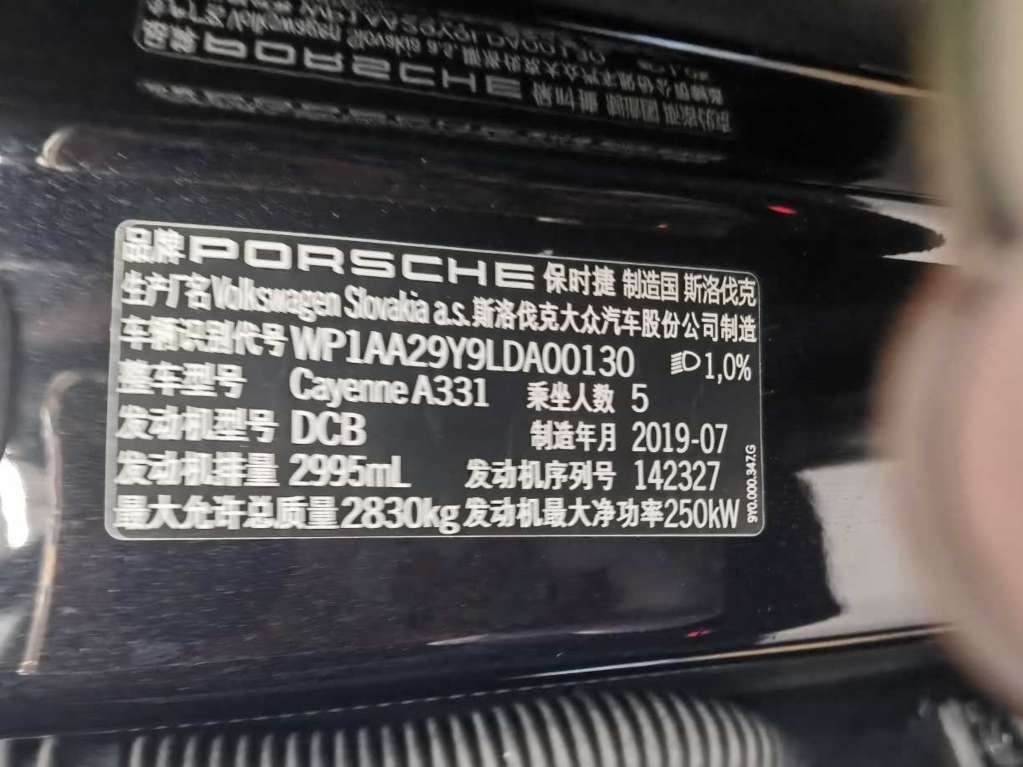 品牌 PORSCHE 保时捷 制造国 斯洛伐克
生产厂名 Volkswagen Slovakia a.s. 斯洛伐克大众汽车股份公司制造
车辆识别代号 WP1AA29Y9LDA00130 1,0%
整车型号 Cayenne A331 乘坐人数 5
发动机型号 DCB 制造年月 2019-07
发动机排量 2995mL 发动机序列号 142327
最大允许总质量 2830kg 发动机最大净功率 250kW
9Y0.000.347.G